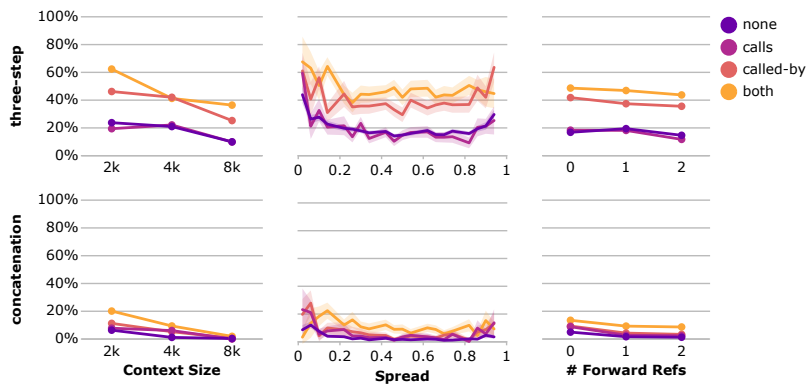 three-step
100%
80%
60%
40%
20%
0%
2k 4k 8k
0 0.2 0.4 0.6 0.8 1
0 1 2
none
calls
called-by
both
concatenation
100%
80%
60%
40%
20%
0%
2k 4k 8k
Context Size
0 0.2 0.4 0.6 0.8 1
Spread
0 1 2
# Forward Refs